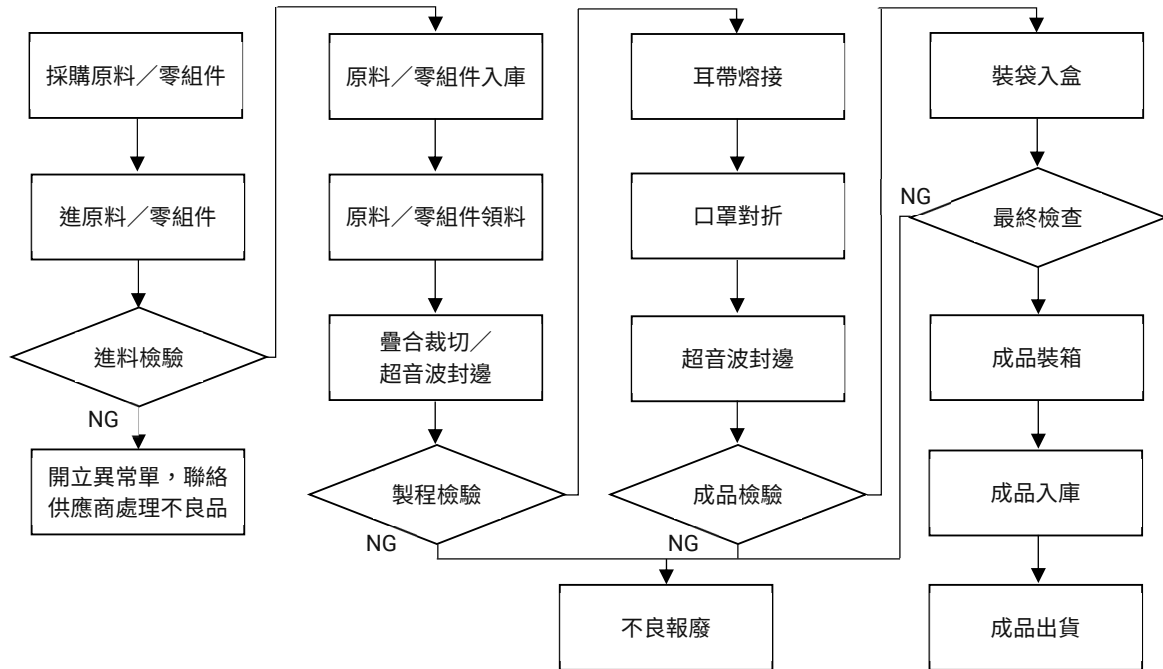 採購原料／零組件
進原料／零組件
進料檢驗
NG
開立異常單，聯絡
供應商處理不良品
原料／零組件入庫
原料／零組件領料
疊合裁切／
超音波封邊
製程檢驗
NG
耳帶熔接
口罩對折
超音波封邊
成品檢驗
NG
不良報廢
裝袋入盒
NG
最終檢查
成品裝箱
成品入庫
成品出貨